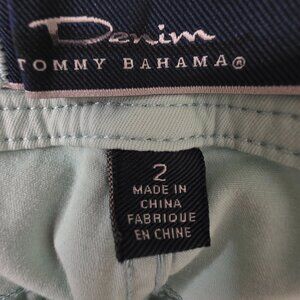 Denim
TOMMY BAHAMA®
2
MADE IN
CHINA
FABRIQUE
EN CHINE